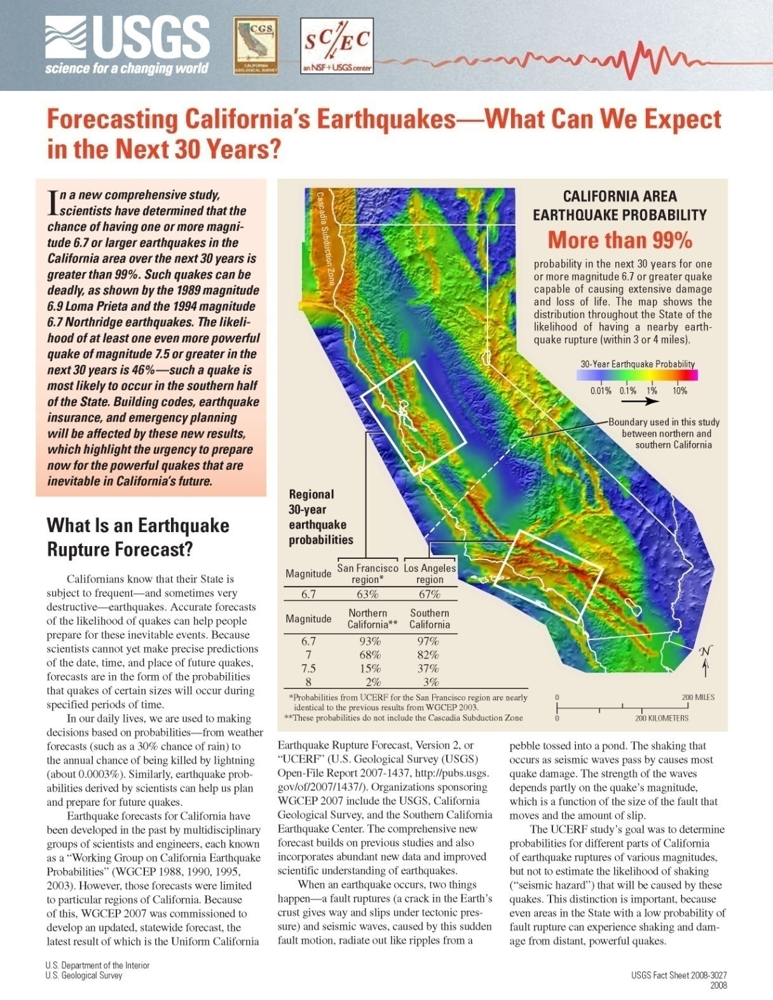 USGS
science for a changing world
CGS
CALIFORNIA
GEOLOGICAL SURVEY
SC/EC
an NSF+USGS center
Forecasting California’s Earthquakes—What Can We Expect
in the Next 30 Years?
In a new comprehensive study,
scientists have determined that the
chance of having one or more magni-
tude 6.7 or larger earthquakes in the
California area over the next 30 years is
greater than 99%. Such quakes can be
deadly, as shown by the 1989 magnitude
6.9 Loma Prieta and the 1994 magnitude
6.7 Northridge earthquakes. The likeli-
hood of at least one even more powerful
quake of magnitude 7.5 or greater in the
next 30 years is 46%—such a quake is
most likely to occur in the southern half
of the State. Building codes, earthquake
insurance, and emergency planning
will be affected by these new results,
which highlight the urgency to prepare
now for the powerful quakes that are
inevitable in California’s future.
What Is an Earthquake
Rupture Forecast?
Californians know that their State is
subject to frequent—and sometimes very
destructive—earthquakes. Accurate forecasts
of the likelihood of quakes can help people
prepare for these inevitable events. Because
scientists cannot yet make precise predictions
of the date, time, and place of future quakes,
forecasts are in the form of the probabilities
that quakes of certain sizes will occur during
specified periods of time.
In our daily lives, we are used to making
decisions based on probabilities—from weather
forecasts (such as a 30% chance of rain) to
the annual chance of being killed by lightning
(about 0.0003%). Similarly, earthquake prob-
abilities derived by scientists can help us plan
and prepare for future quakes.
Earthquake forecasts for California have
been developed in the past by multidisciplinary
groups of scientists and engineers, each known
as a “Working Group on California Earthquake
Probabilities” (WGCEP 1988, 1990, 1995,
2003). However, those forecasts were limited
to particular regions of California. Because
of this, WGCEP 2007 was commissioned to
develop an updated, statewide forecast, the
latest result of which is the Uniform California
Cascadia Subduction Zone
CALIFORNIA AREA
EARTHQUAKE PROBABILITY
More than 99%
probability in the next 30 years for one
or more magnitude 6.7 or greater quake
capable of causing extensive damage
and loss of life. The map shows the
distribution throughout the State of the
likelihood of having a nearby earth-
quake rupture (within 3 or 4 miles).
30-Year Earthquake Probability
0.01% 0.1% 1% 10%
Boundary used in this study
between northern and
southern California
Regional
30-year
earthquake
probabilities
Magnitude San Francisco Los Angeles
region* region
6.7 63% 67%
Magnitude Northern Southern
California** California
6.7 93% 97%
7 68% 82%
7.5 15% 37%
8 2% 3%
*Probabilities from UCERF for the San Francisco region are nearly
identical to the previous results from WGCEP 2003.
**These probabilities do not include the Cascadia Subduction Zone
N
0 200 MILES
0 200 KILOMETERS
Earthquake Rupture Forecast, Version 2, or
“UCERF” (U.S. Geological Survey (USGS)
Open-File Report 2007-1437, http://pubs.usgs.
gov/of/2007/1437/). Organizations sponsoring
WGCEP 2007 include the USGS, California
Geological Survey, and the Southern California
Earthquake Center. The comprehensive new
forecast builds on previous studies and also
incorporates abundant new data and improved
scientific understanding of earthquakes.
When an earthquake occurs, two things
happen—a fault ruptures (a crack in the Earth’s
crust gives way and slips under tectonic pres-
sure) and seismic waves, caused by this sudden
fault motion, radiate out like ripples from a
pebble tossed into a pond. The shaking that
occurs as seismic waves pass by causes most
quake damage. The strength of the waves
depends partly on the quake’s magnitude,
which is a function of the size of the fault that
moves and the amount of slip.
The UCERF study’s goal was to determine
probabilities for different parts of California
of earthquake ruptures of various magnitudes,
but not to estimate the likelihood of shaking
(“seismic hazard”) that will be caused by these
quakes. This distinction is important, because
even areas in the State with a low probability of
fault rupture can experience shaking and dam-
age from distant, powerful quakes.
U.S. Department of the Interior
U.S. Geological Survey
USGS Fact Sheet 2008-3027
2008